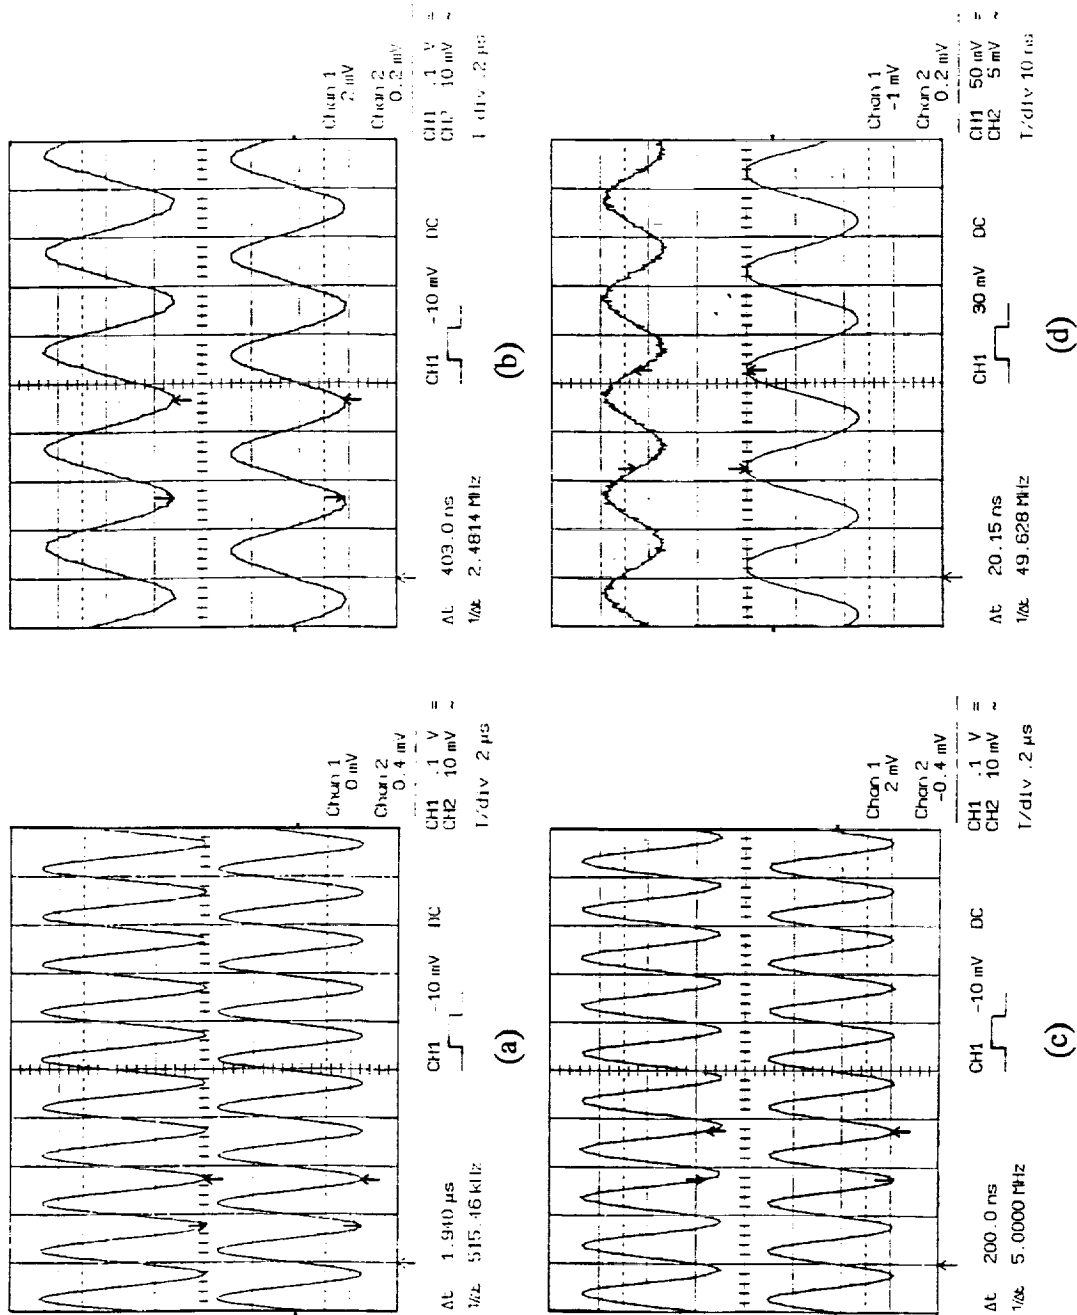 Chan 1
0 mV
Chan 2
0.4 mV
CH1 .1 V =
CH2 10 mV ~
T/div 2 µs
CH1 -10 mV DC
Δt 1.940 µs
1/Δt 515.46 kHz
(a)
Chan 1
2 mV
Chan 2
0.2 mV
CH1 .1 V =
CH2 10 mV ~
T div .2 µs
CH1 -10 mV DC
Δt 403.0 ns
1/Δt 2.4814 MHz
(b)
Chan 1
2 mV
Chan 2
-0.4 mV
CH1 .1 V =
CH2 10 mV ~
T/div .2 µs
CH1 -10 mV DC
Δt 200.0 ns
1/Δt 5.0000 MHz
(c)
Chan 1
-1 mV
Chan 2
0.2 mV
CH1 50 mV =
CH2 5 mV ~
T/div 10 ns
CH1 30 mV DC
Δt 20.15 ns
1/Δt 49.628 MHz
(d)